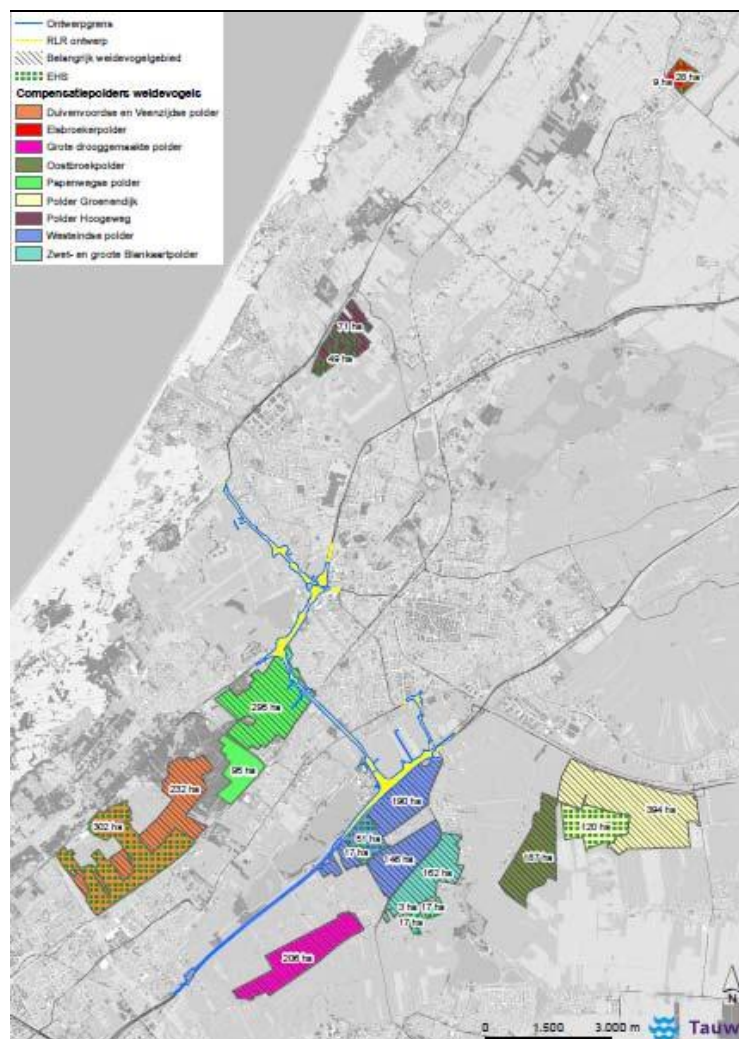 Ontwerpgrens
RLR ontwerp
Belangrijk weidevogelgebied
EHS
Compensatiepolders weidevogels
Duivenvoordse en Veenzijdse polder
Elsbroekerpolder
Grote drooggemaakte polder
Oostbroekpolder
Papenwegse polder
Polder Groenendijk
Polder Hoogeweg
Westeindse polder
Zwet- en groote Blankaartpolder
9 ha
28 ha
71 ha
49 ha
295 ha
95 ha
232 ha
302 ha
190 ha
51 ha
17 ha
146 ha
162 ha
3 ha
17 ha
17 ha
394 ha
120 ha
187 ha
206 ha
N
0 1.500 3.000 m
Tauw